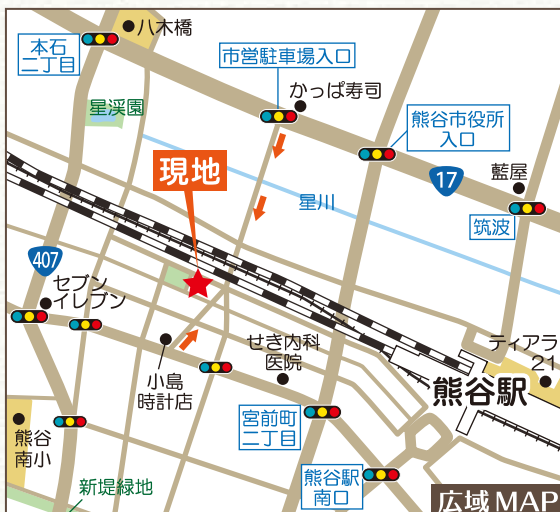 八木橋
本石
二丁目
市営駐車場入口
かっぱ寿司
星渓園
熊谷市役所
入口
現地
藍屋
17
星川
筑波
407
セブン
イレブン
ティアラ
21
せき内科
医院
小島
時計店
熊谷駅
宮前町
二丁目
熊谷
南小
熊谷駅
南口
新堤緑地
広域MAP